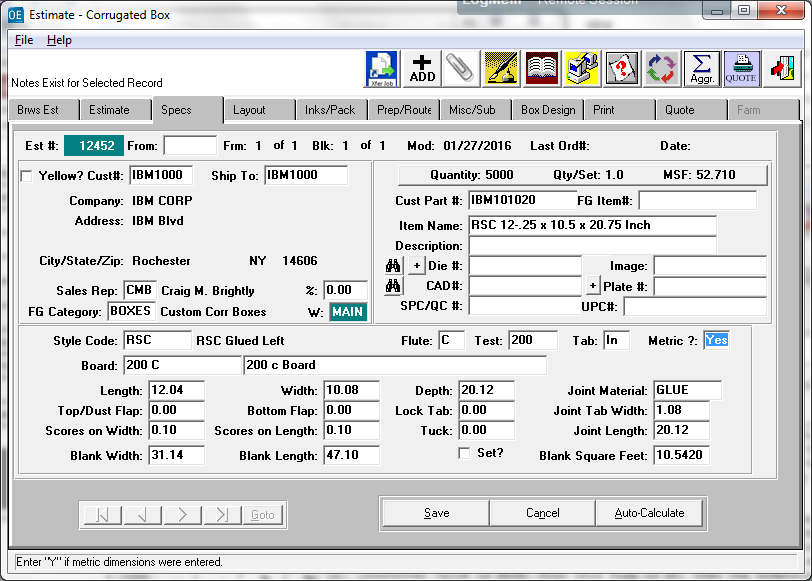 LogMeIn - Remote Session
OE Estimate - Corrugated Box
File Help
Notes Exist for Selected Record
Xfer Job ADD Σ Aggr. QUOTE
Brws Est Estimate Specs Layout Inks/Pack Prep/Route Misc/Sub Box Design Print Quote Farm
Est #: 12452 From: Frm: 1 of 1 Blk: 1 of 1 Mod: 01/27/2016 Last Ord#: Date:
Yellow? Cust#: IBM1000 Ship To: IBM1000
Company: IBM CORP
Address: IBM Blvd
City/State/Zip: Rochester NY 14606
Sales Rep: CMB Craig M. Brightly %: 0.00
FG Category: BOXES Custom Corr Boxes W: MAIN
Quantity: 5000 Qty/Set: 1.0 MSF: 52.710
Cust Part #: IBM101020 FG Item#:
Item Name: RSC 12-.25 x 10.5 x 20.75 Inch
Description:
+ Die #: Image:
CAD#: + Plate #:
SPC/QC #: UPC#:
Style Code: RSC RSC Glued Left Flute: C Test: 200 Tab: In Metric ?: Yes
Board: 200 C 200 c Board
Length: 12.04 Width: 10.08 Depth: 20.12 Joint Material: GLUE
Top/Dust Flap: 0.00 Bottom Flap: 0.00 Lock Tab: 0.00 Joint Tab Width: 1.08
Scores on Width: 0.10 Scores on Length: 0.10 Tuck: 0.00 Joint Length: 20.12
Blank Width: 31.14 Blank Length: 47.10 Set? Blank Square Feet: 10.5420
Goto Save Cancel Auto-Calculate
Enter "Y" if metric dimensions were entered.